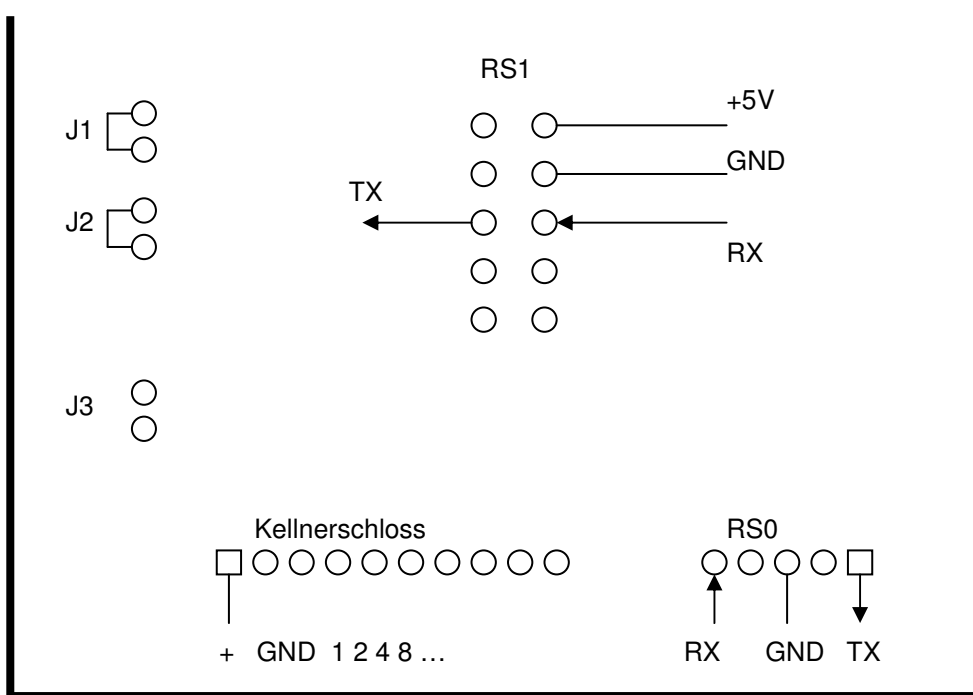 RS1
+5V
J1
GND
TX
J2
RX
J3
Kellnerschloss
RS0
+ GND 1 2 4 8 ...
RX GND TX